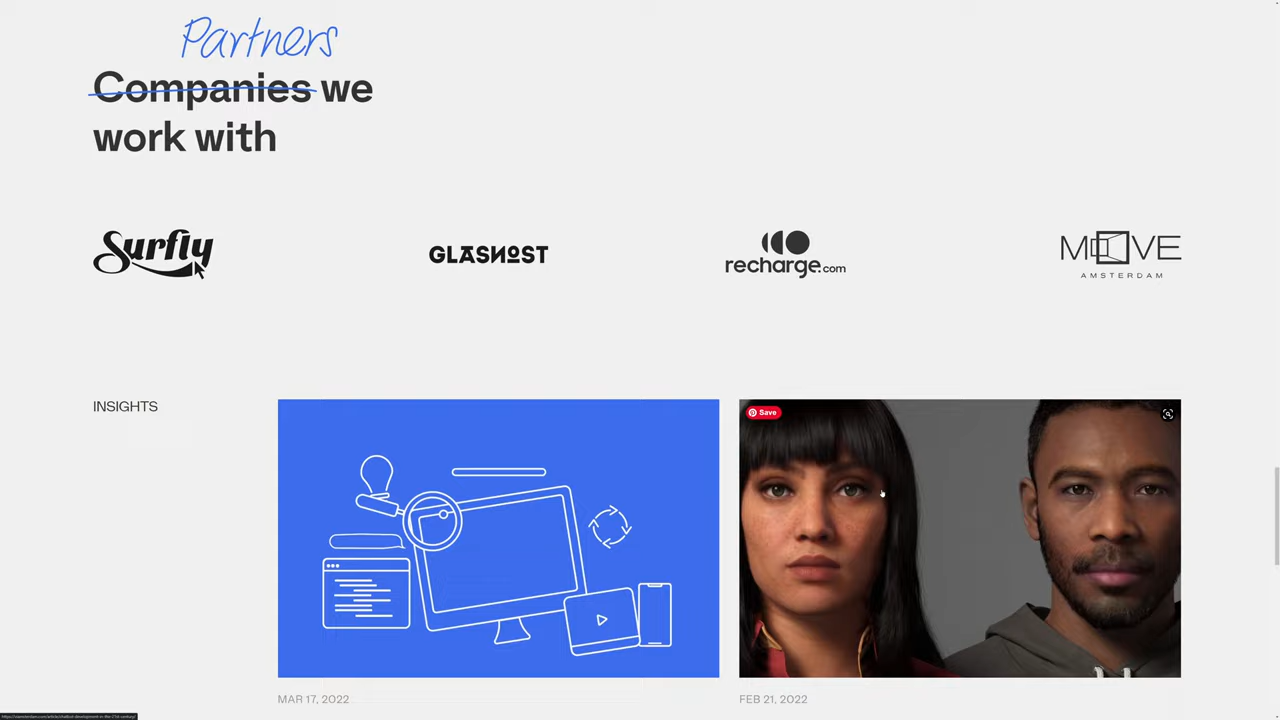 Partners
Companies we
work with
Surfly
GLASNOST
recharge.com
MOVE
AMSTERDAM
INSIGHTS
Save
MAR 17, 2022
FEB 21, 2022